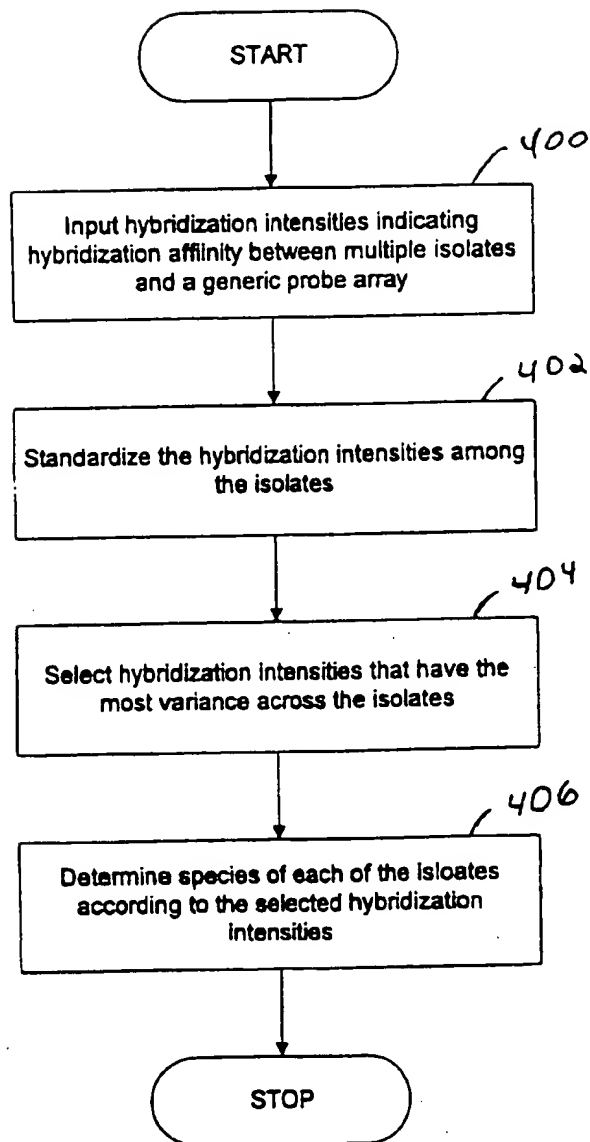 START
400
Input hybridization intensities indicating
hybridization affiinity between multiple isolates
and a generic probe array
402
Standardize the hybridization intensities among
the isolates
404
Select hybridization intensities that have the
most variance across the isolates
406
Determine species of each of the isloates
according to the selected hybridization
intensities
STOP